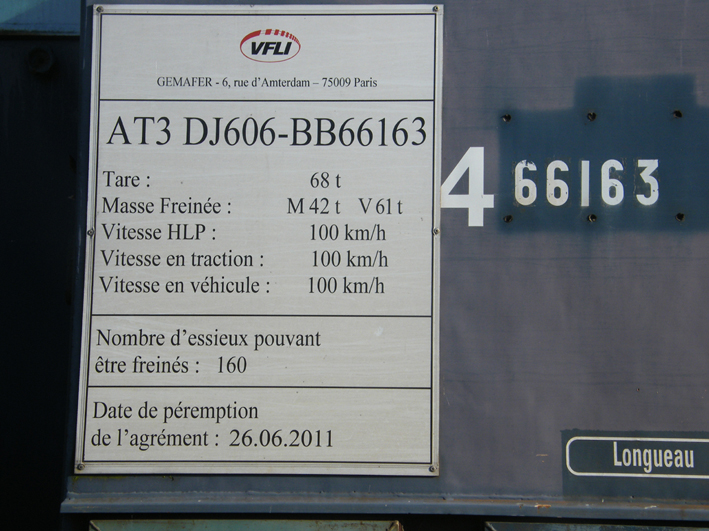 VFLI
GEMAFER - 6, rue d'Amterdam – 75009 Paris
AT3 DJ606-BB66163
Tare : 68 t
Masse Freinée : M 42 t V 61 t
Vitesse HLP : 100 km/h
Vitesse en traction : 100 km/h
Vitesse en véhicule : 100 km/h
Nombre d'essieux pouvant
être freinés : 160
Date de péremption
de l'agrément : 26.06.2011
4 66163
Longueau